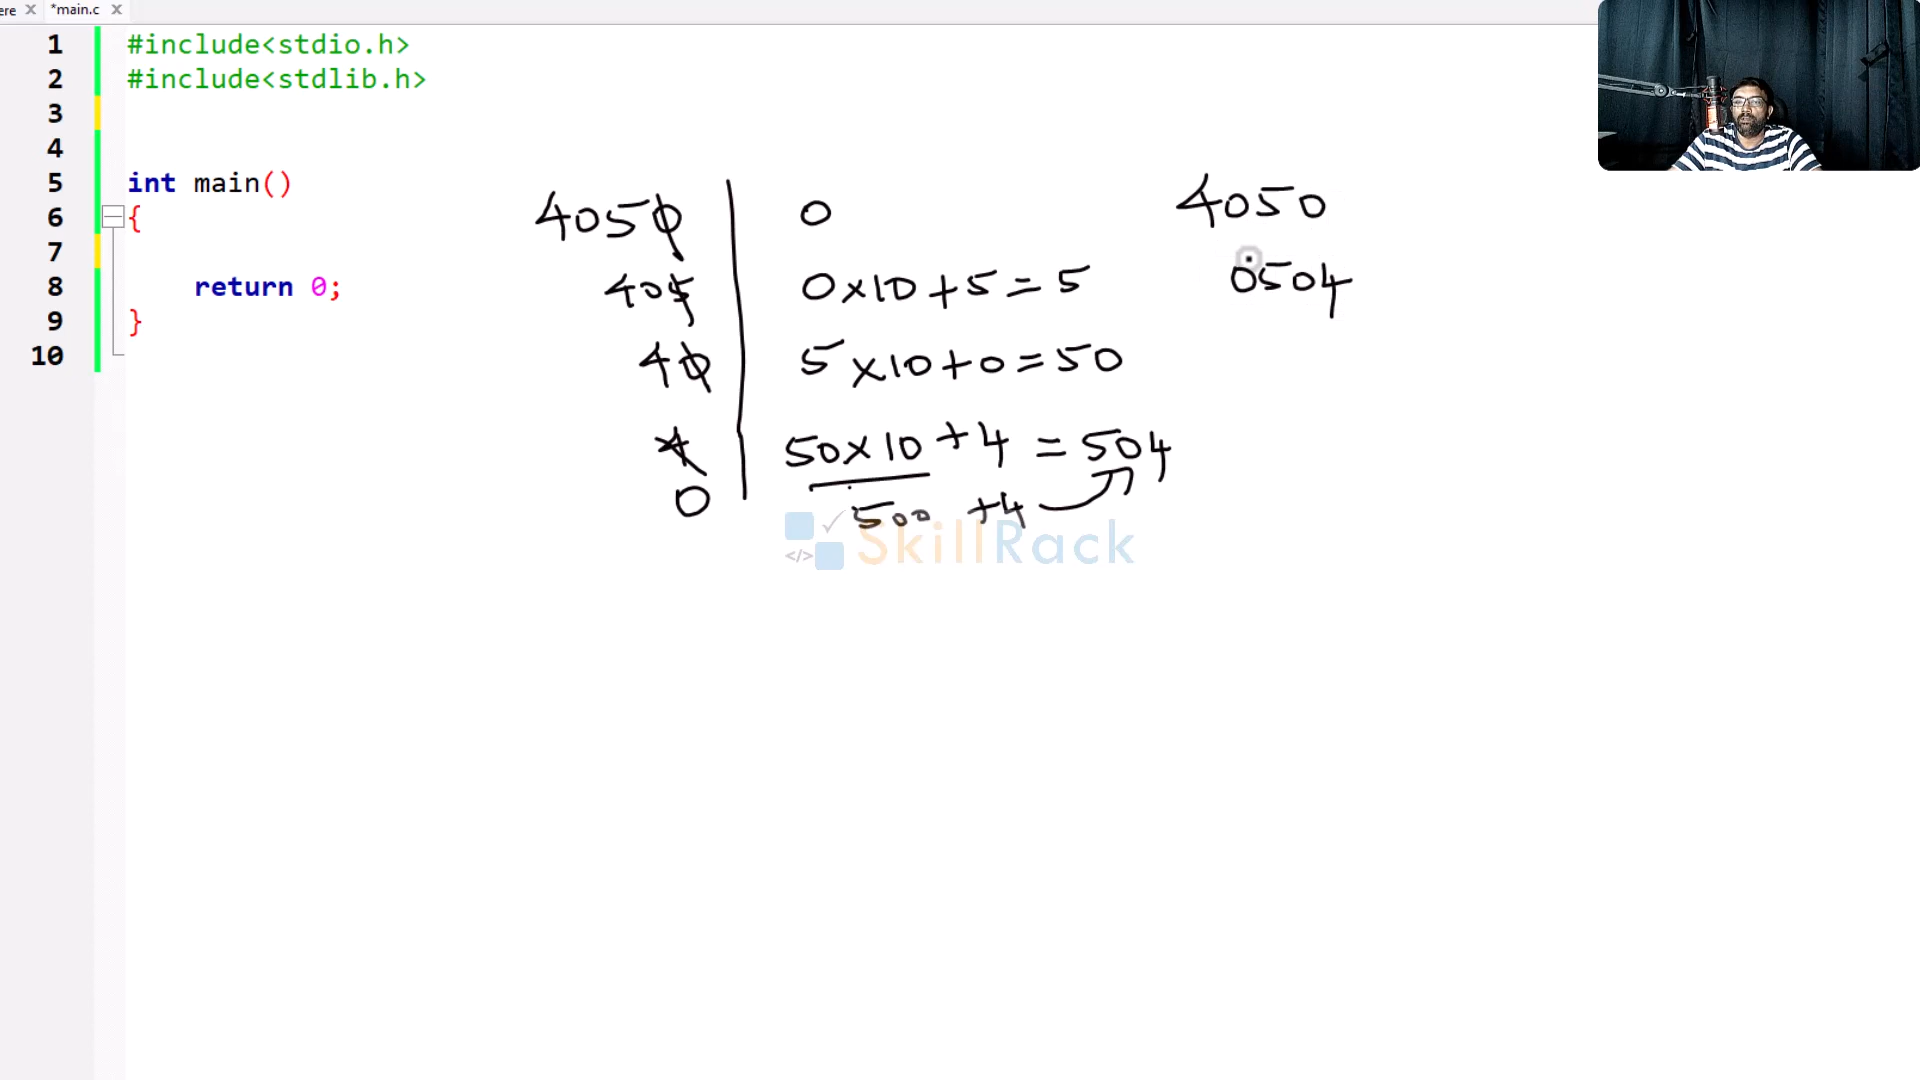 ere X *main.c X
1 #include<stdio.h>
2 #include<stdlib.h>
3
4
5 int main()
6 {
7
8 return 0;
9 }
10
4050 | 0
405 | 0x10+5=5
40 | 5x10+0=50
4 | 50x10+4=504
0 | 500 +4
4050
0504
</> SkillRack